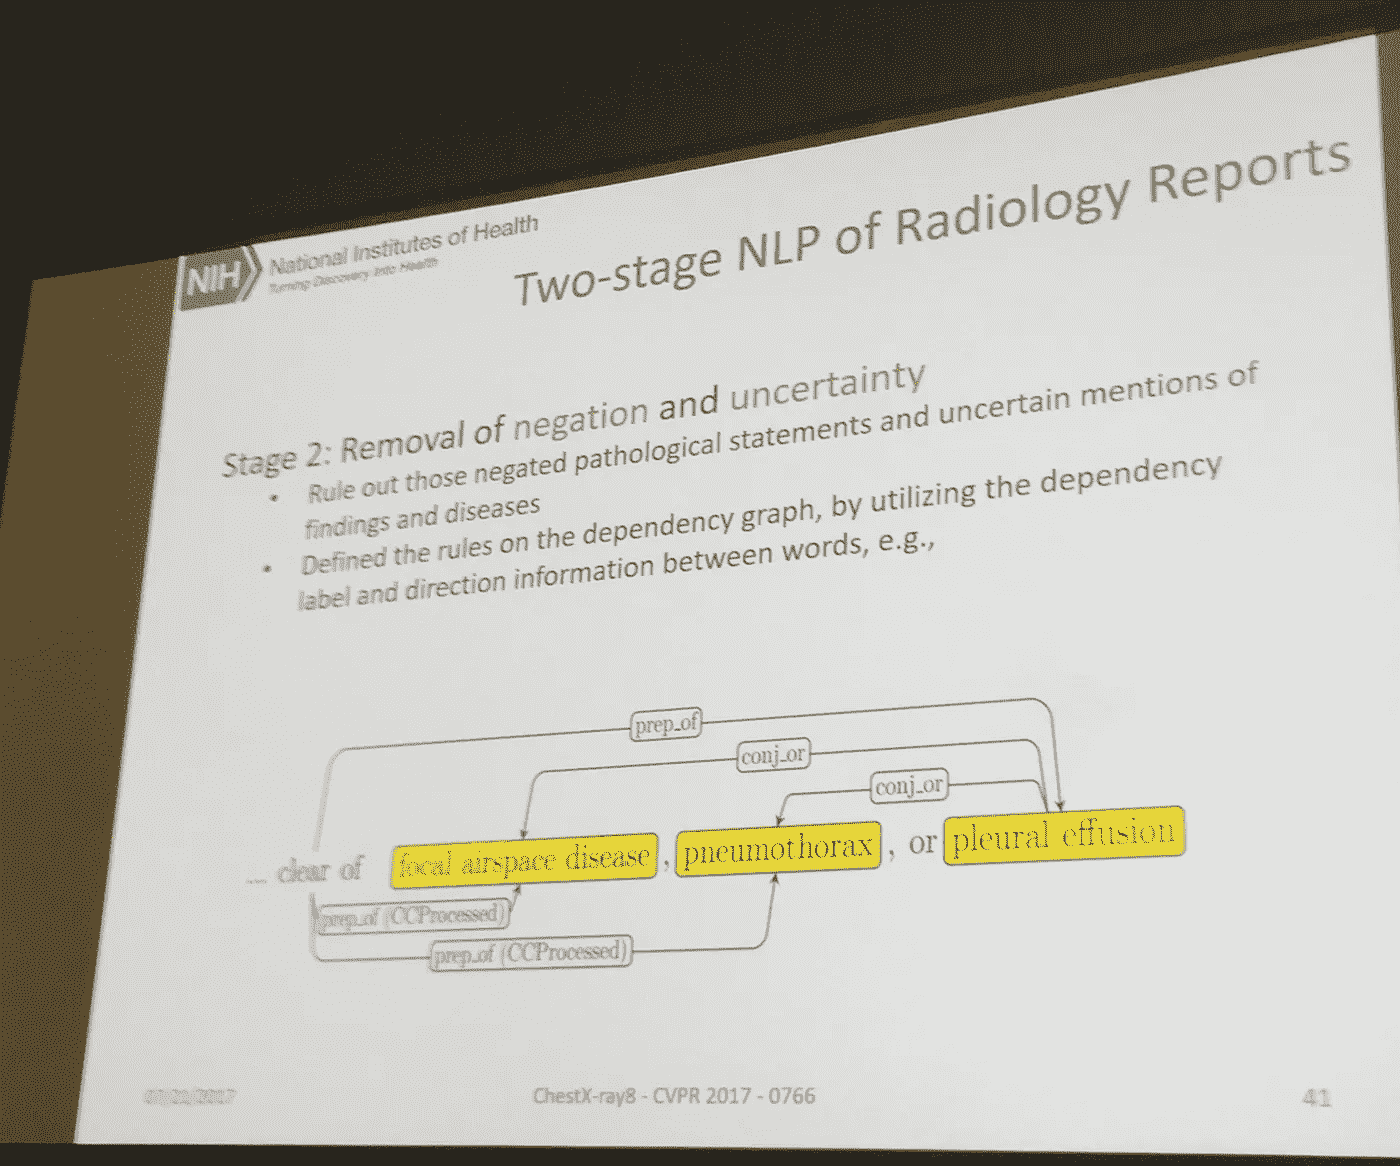 NIH
National Institutes of Health
Turning Discovery Into Health
Two-stage NLP of Radiology Reports
Stage 2: Removal of negation and uncertainty
• Rule out those negated pathological statements and uncertain mentions of
findings and diseases
• Defined the rules on the dependency graph, by utilizing the dependency
label and direction information between words, e.g.,
prep_of
conj_or
conj_or
... clear of focal airspace disease , pneumothorax , or pleural effusion
prep_of (CCProcessed)
prep_of (CCProcessed)
07/21/2017 ChestX-ray8 - CVPR 2017 - 0766 41